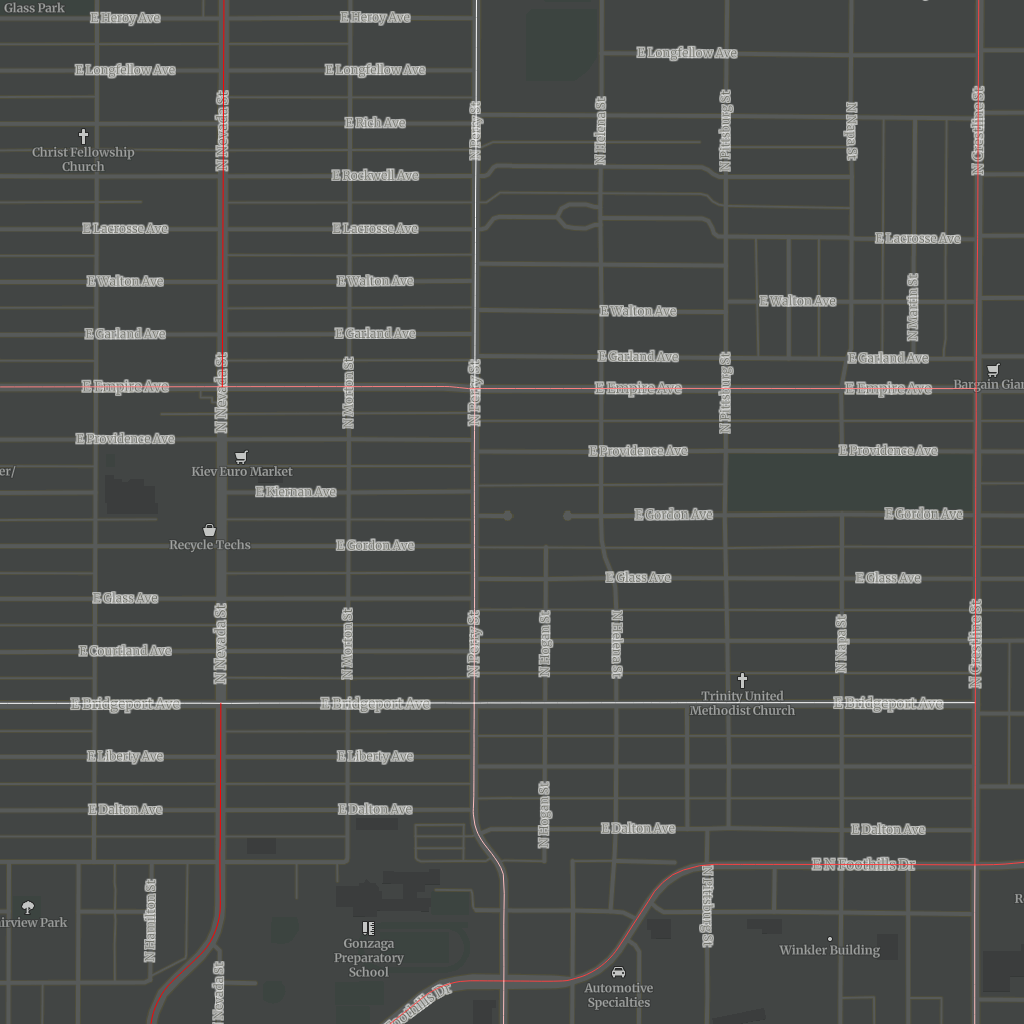 Glass Park
E Heroy Ave
E Heroy Ave
E Longfellow Ave
E Longfellow Ave
E Longfellow Ave
N Nevada St
N Perry St
N Helena St
N Pittsburg St
N Napa St
N Crestline St
E Rich Ave
Christ Fellowship
Church
E Rockwell Ave
E Lacrosse Ave
E Lacrosse Ave
E Lacrosse Ave
E Walton Ave
E Walton Ave
E Walton Ave
E Walton Ave
N Martin St
E Garland Ave
E Garland Ave
E Garland Ave
E Garland Ave
N Nevada St
N Morton St
N Perry St
N Pittsburg St
E Empire Ave
E Empire Ave
E Empire Ave
Bargain Gian
E Providence Ave
E Providence Ave
E Providence Ave
er/
Kiev Euro Market
E Kiernan Ave
E Gordon Ave
E Gordon Ave
Recycle Techs
E Gordon Ave
E Glass Ave
E Glass Ave
E Glass Ave
N Nevada St
N Morton St
N Perry St
N Hogan St
N Helena St
N Napa St
N Crestline St
E Courtland Ave
Trinity United
Methodist Church
E Bridgeport Ave
E Bridgeport Ave
E Bridgeport Ave
E Liberty Ave
E Liberty Ave
E Dalton Ave
E Dalton Ave
N Hogan St
E Dalton Ave
E Dalton Ave
E N Foothills Dr
N Hamilton St
N Pittsburg St
irview Park
Gonzaga
Preparatory
School
Winkler Building
Automotive
Specialties
Nevada St
Foothills Dr